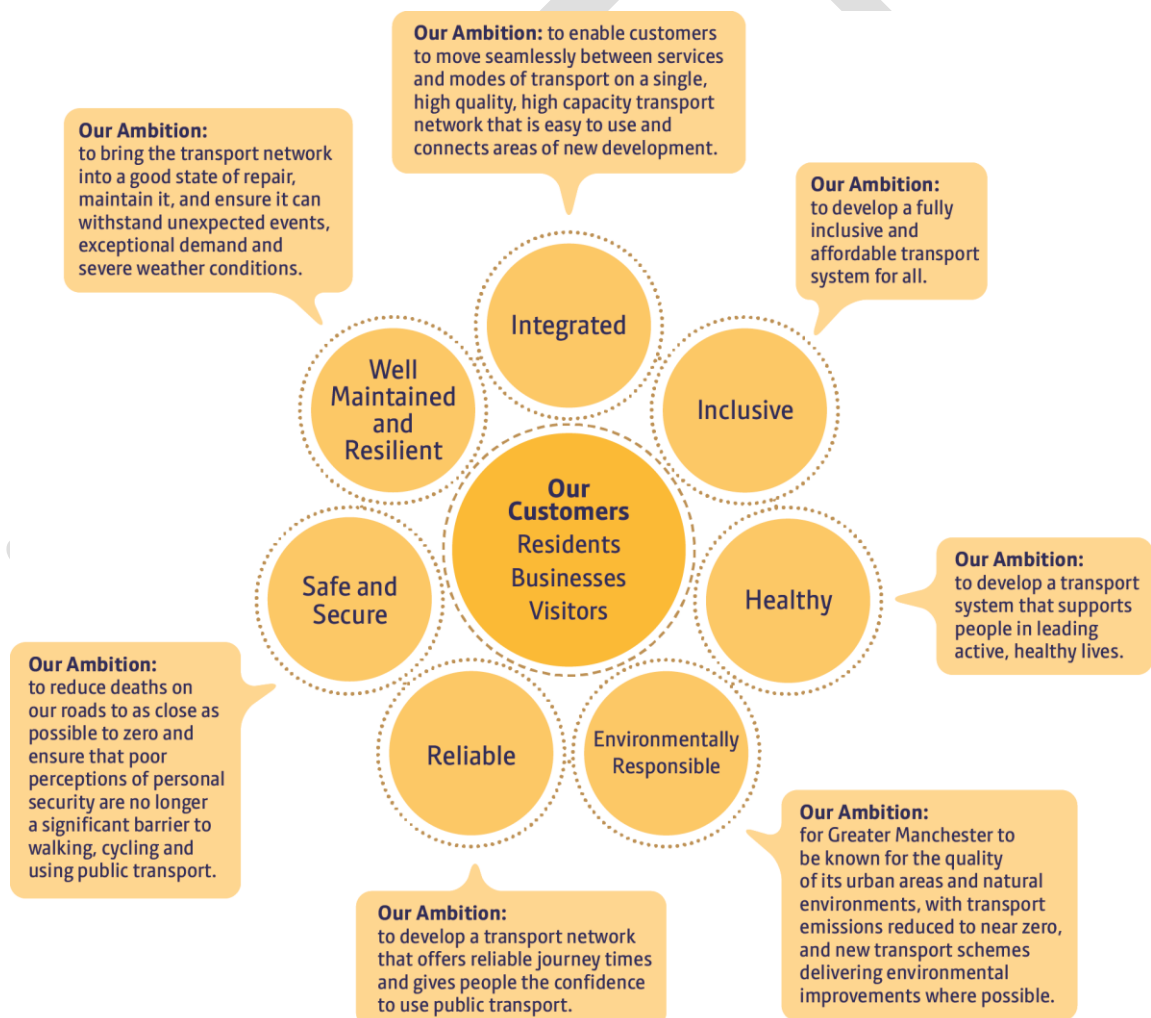 Our Ambition: to enable customers
to move seamlessly between services
and modes of transport on a single,
high quality, high capacity transport
network that is easy to use and
connects areas of new development.
Our Ambition:
to bring the transport network
into a good state of repair,
maintain it, and ensure it can
withstand unexpected events,
exceptional demand and
severe weather conditions.
Our Ambition:
to develop a fully
inclusive and
affordable transport
system for all.
Integrated
Well
Maintained
and
Resilient
Inclusive
Our
Customers
Residents
Businesses
Visitors
Safe and
Secure
Healthy
Our Ambition:
to develop a transport
system that supports
people in leading
active, healthy lives.
Our Ambition:
to reduce deaths on
our roads to as close as
possible to zero and
ensure that poor
perceptions of personal
security are no longer
a significant barrier to
walking, cycling and
using public transport.
Reliable
Environmentally
Responsible
Our Ambition:
for Greater Manchester to
be known for the quality
of its urban areas and natural
environments, with transport
emissions reduced to near zero,
and new transport schemes
delivering environmental
improvements where possible.
Our Ambition:
to develop a transport network
that offers reliable journey times
and gives people the confidence
to use public transport.